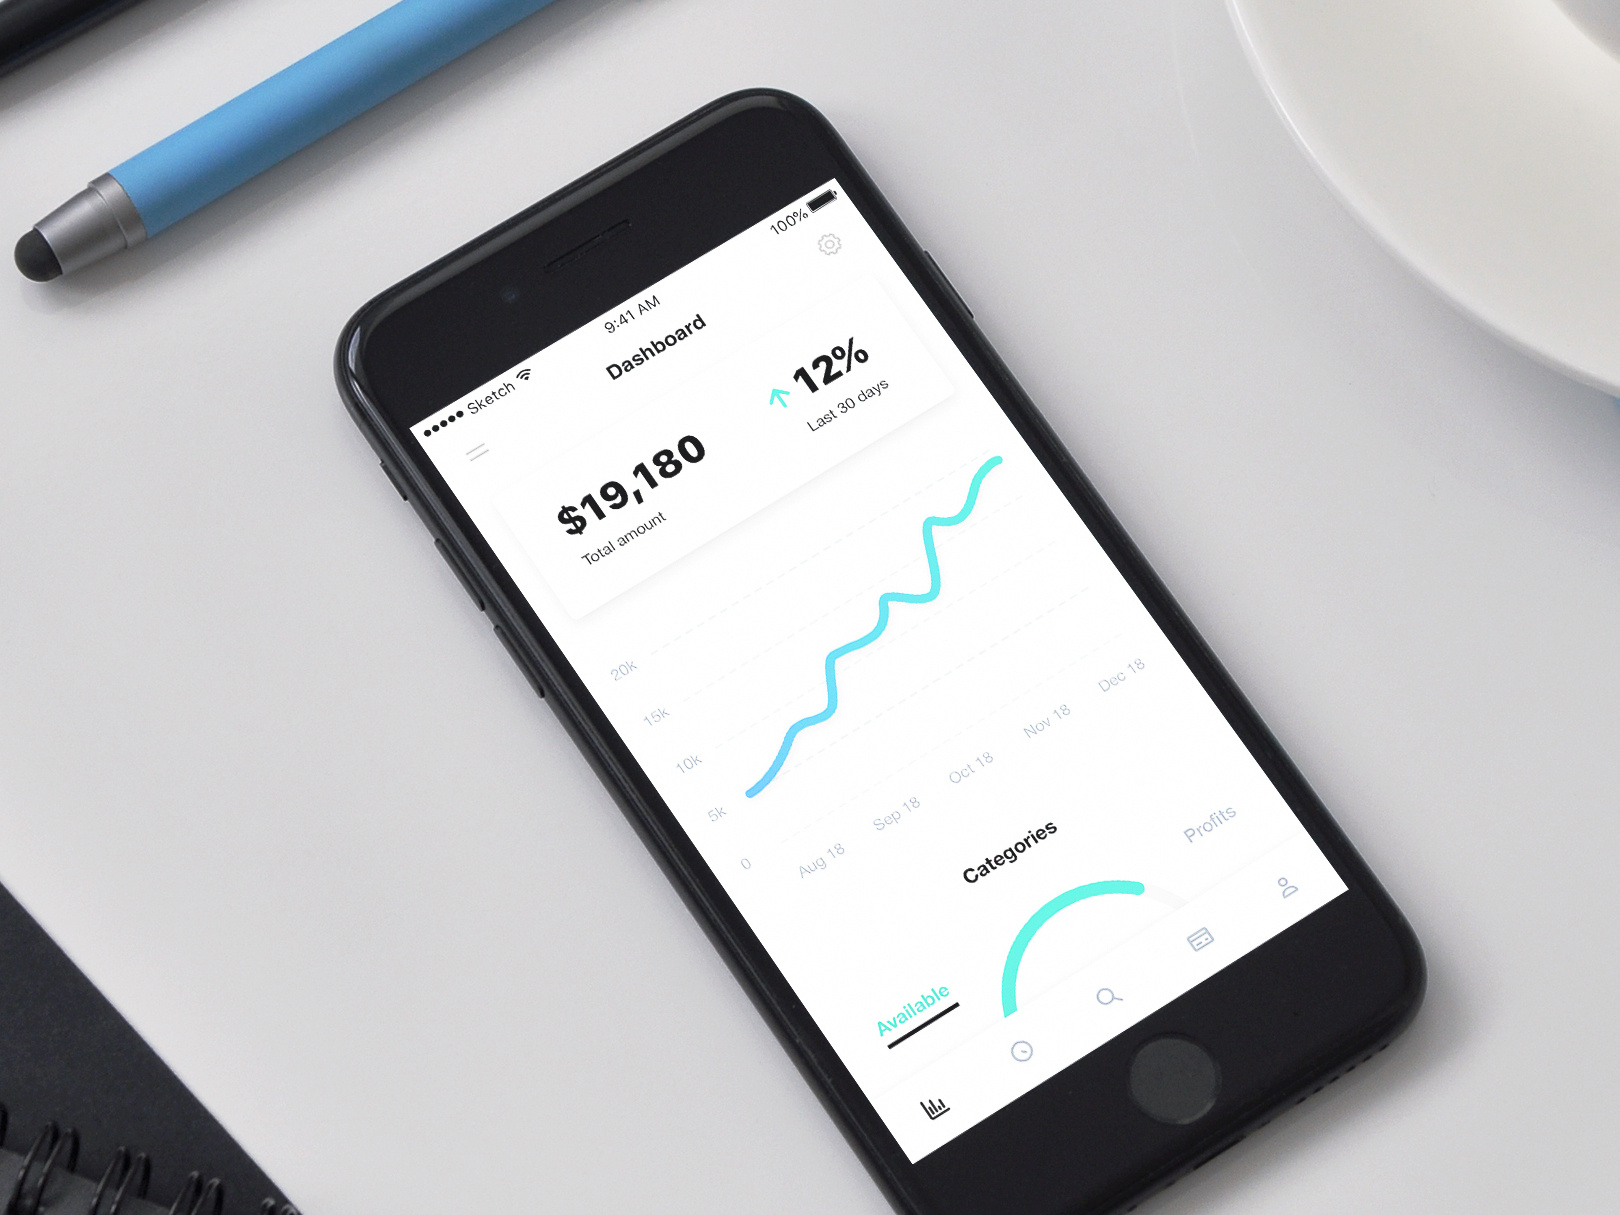 ●●●●● Sketch 9:41 AM 100%
Dashboard
$19,180
Total amount
12%
Last 30 days
20k
15k
10k
5k
0
Aug 18 Sep 18 Oct 18 Nov 18 Dec 18
Available Categories Profits